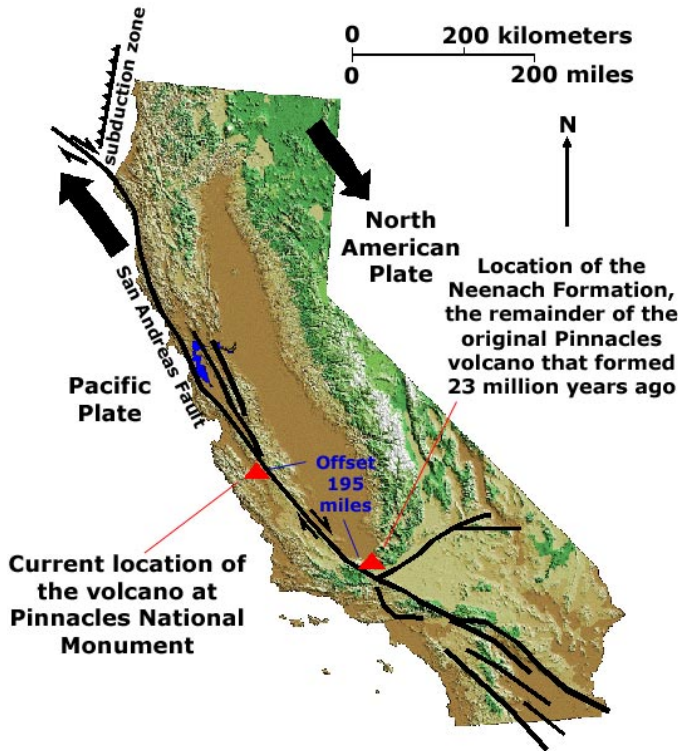 subduction zone
0 200 kilometers
0 200 miles
N
North
American
Plate
Location of the
Neenach Formation,
the remainder of the
original Pinnacles
volcano that formed
23 million years ago
San Andreas Fault
Pacific
Plate
Offset
195
miles
Current location of
the volcano at
Pinnacles National
Monument